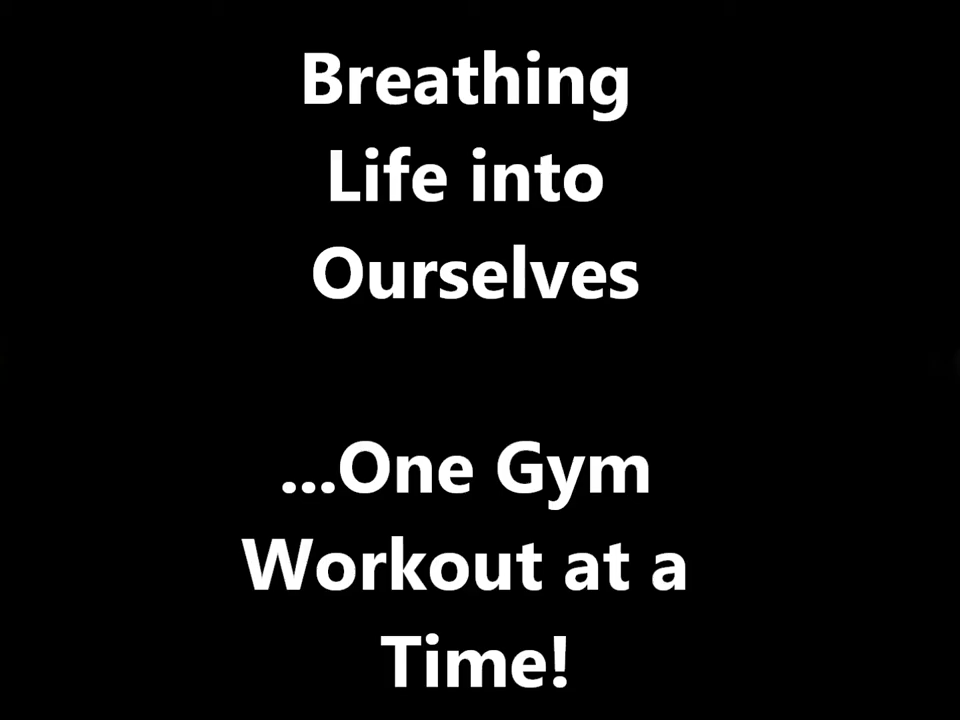 Breathing
Life into
Ourselves
...One Gym
Workout at a
Time!